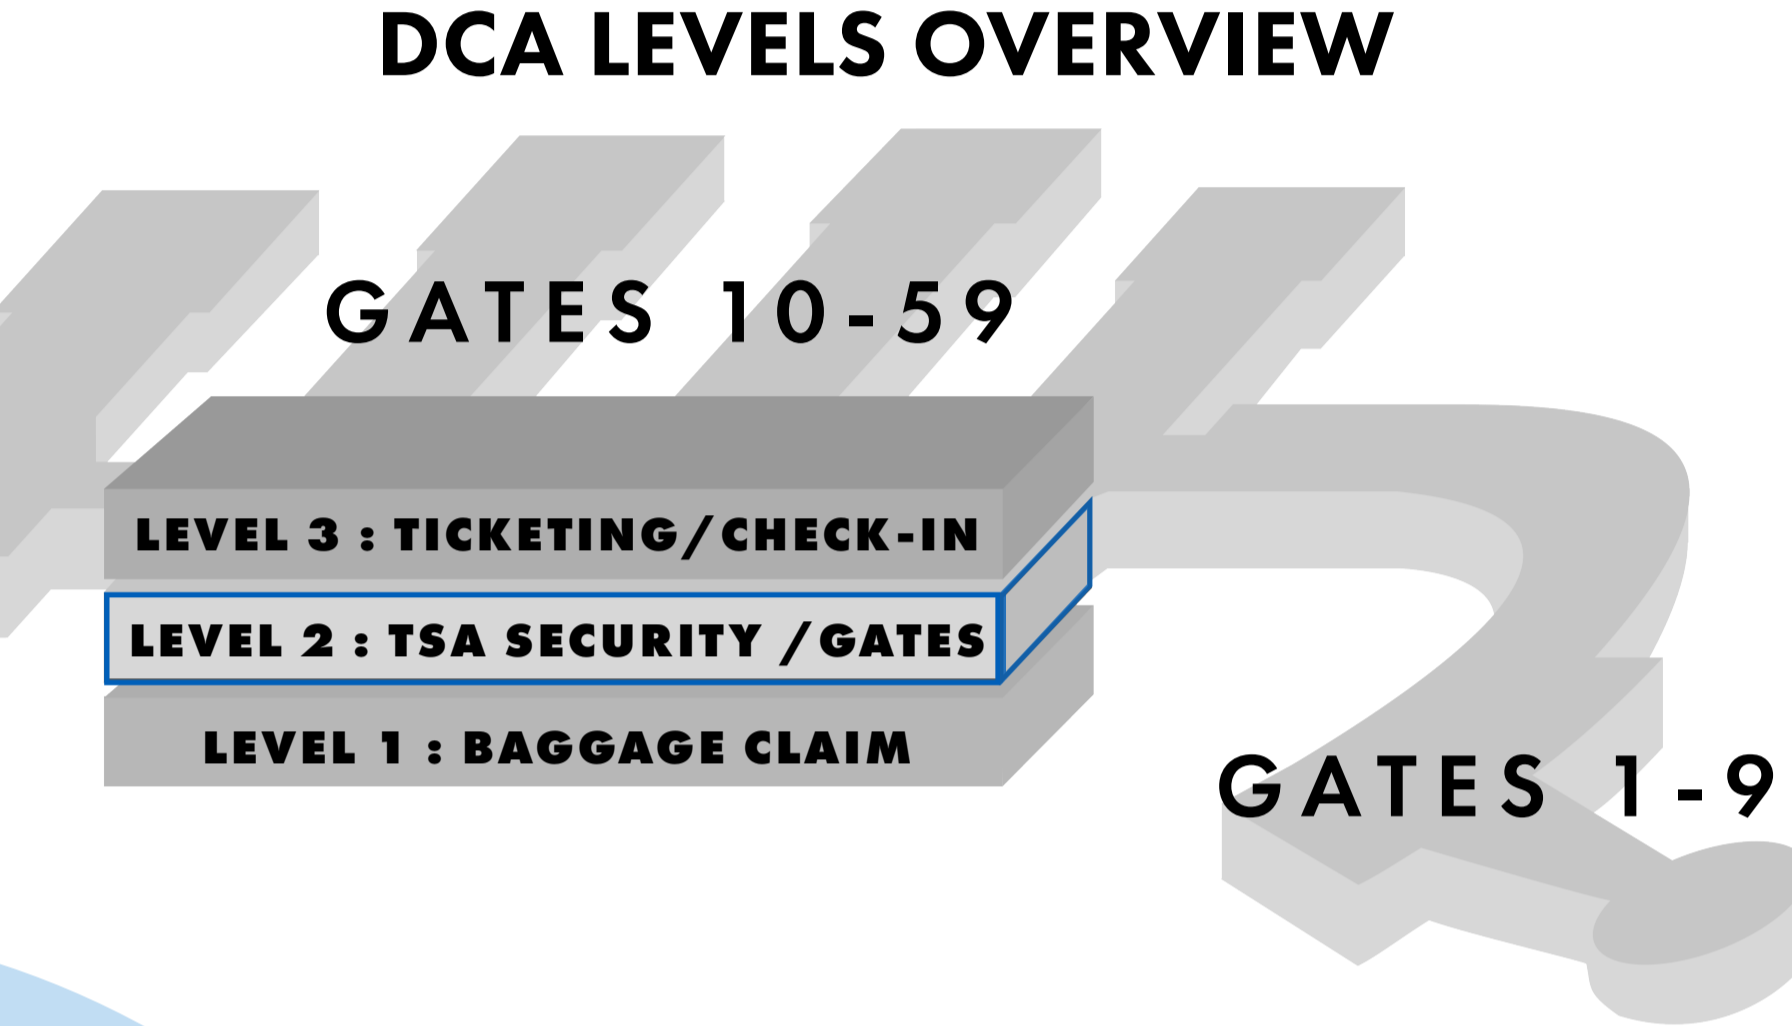 DCA LEVELS OVERVIEW
GATES 10-59
LEVEL 3 : TICKETING/CHECK-IN
LEVEL 2 : TSA SECURITY /GATES
LEVEL 1 : BAGGAGE CLAIM
GATES 1-9